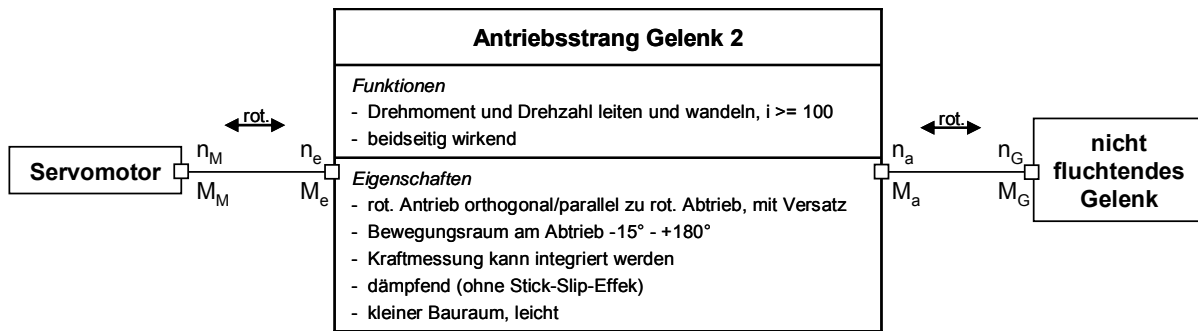 Antriebsstrang Gelenk 2
Funktionen
- Drehmoment und Drehzahl leiten und wandeln, i >= 100
- beidseitig wirkend
rot.
rot.
Servomotor
n_M
M_M
n_e
M_e
Eigenschaften
- rot. Antrieb orthogonal/parallel zu rot. Abtrieb, mit Versatz
- Bewegungsraum am Abtrieb -15° - +180°
- Kraftmessung kann integriert werden
- dämpfend (ohne Stick-Slip-Effek)
- kleiner Bauraum, leicht
n_a
M_a
n_G
M_G
nicht
fluchtendes
Gelenk